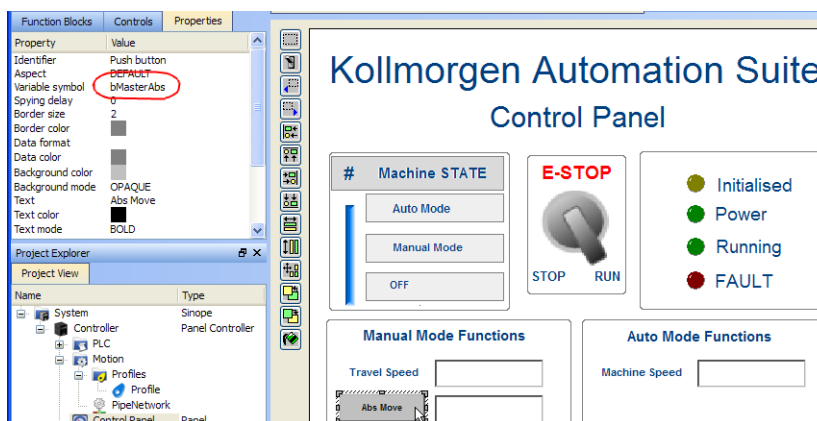 Function Blocks Controls Properties
Property Value
Identifier Push button
Aspect DEFAULT
Variable symbol bMasterAbs
Spying delay 0
Border size 2
Border color
Data format
Data color
Background color
Background mode OPAQUE
Text Abs Move
Text color
Text mode BOLD
Project Explorer
Project View
Name Type
System Sinope
Controller Panel Controller
PLC
Motion
Profiles
Profile
PipeNetwork
Control Panel Panel
Kollmorgen Automation Suite
Control Panel
# Machine STATE
Auto Mode
Manual Mode
OFF
E-STOP
STOP RUN
Initialised
Power
Running
FAULT
Manual Mode Functions
Travel Speed
Abs Move
Auto Mode Functions
Machine Speed